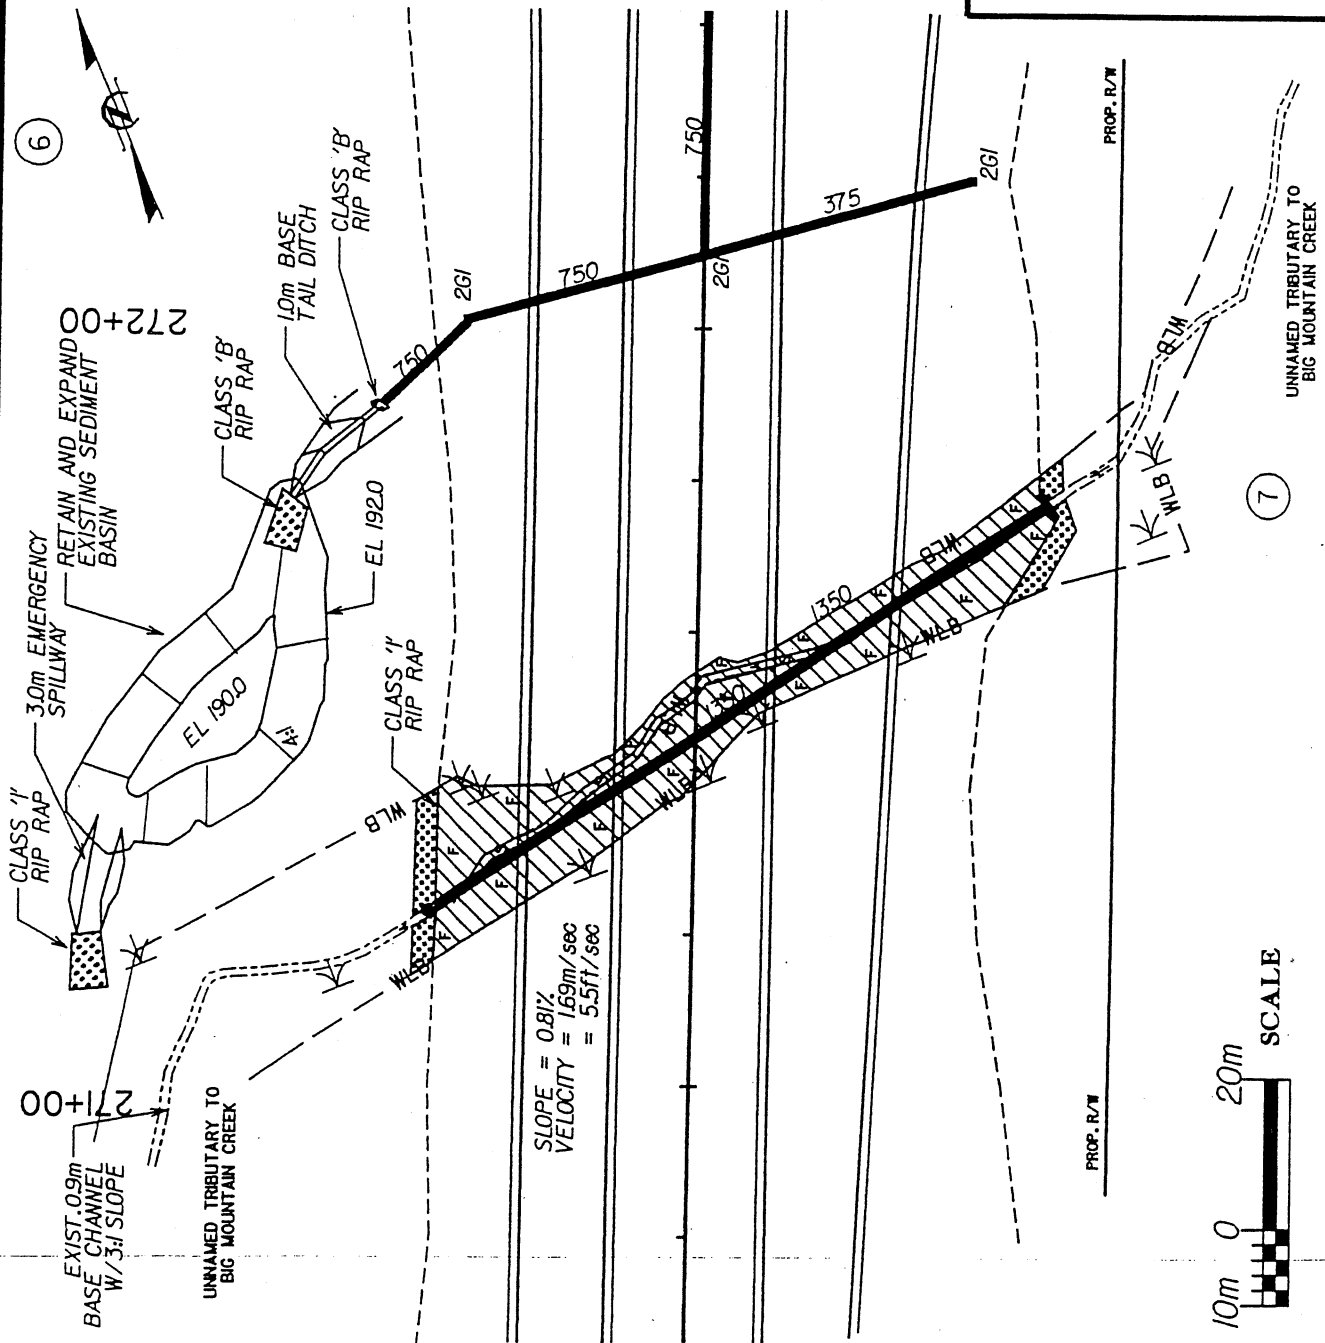 6
N
272+00
1.0m BASE
TAIL DITCH
CLASS 'B'
RIP RAP
CLASS 'B'
RIP RAP
RETAIN AND EXPAND
EXISTING SEDIMENT
BASIN
3.0m EMERGENCY
SPILLWAY
CLASS 'I'
RIP RAP
EL 192.0
EL 190.0
4:1
CLASS 'I'
RIP RAP
750
2GI
750
2GI
750
375
2GI
PROP. R/W
UNNAMED TRIBUTARY TO
BIG MOUNTAIN CREEK
7
WLB
WLB
WLB
WLB
1350
WLB
WLB
WLB
F
F
F
F
F
F
F
F
F
F
F
SLOPE = 0.81%
VELOCITY = 1.69m/sec
= 5.5ft/sec
271+00
EXIST. 0.9m
BASE CHANNEL
W/ 3:1 SLOPE
UNNAMED TRIBUTARY TO
BIG MOUNTAIN CREEK
PROP. R/W
10m 0 20m
SCALE